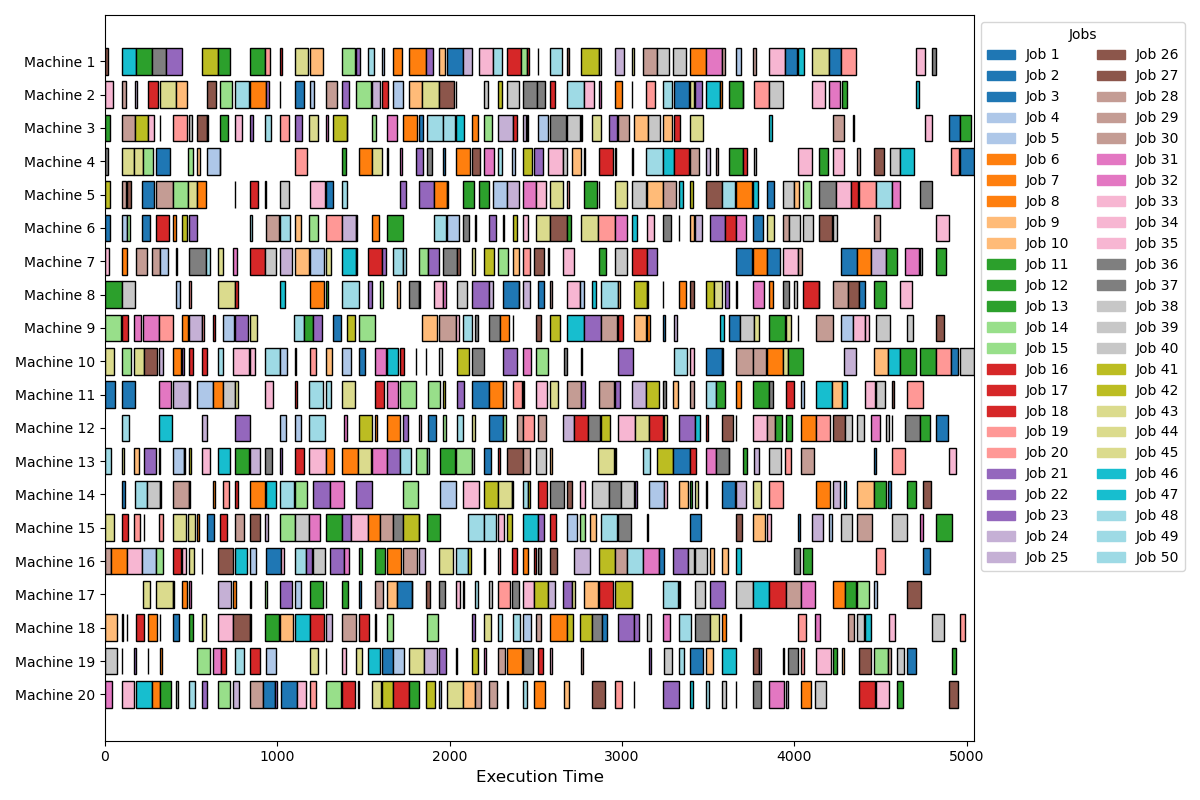 Machine 1
Machine 2
Machine 3
Machine 4
Machine 5
Machine 6
Machine 7
Machine 8
Machine 9
Machine 10
Machine 11
Machine 12
Machine 13
Machine 14
Machine 15
Machine 16
Machine 17
Machine 18
Machine 19
Machine 20
0 1000 2000 3000 4000 5000
Execution Time
Jobs
Job 1
Job 2
Job 3
Job 4
Job 5
Job 6
Job 7
Job 8
Job 9
Job 10
Job 11
Job 12
Job 13
Job 14
Job 15
Job 16
Job 17
Job 18
Job 19
Job 20
Job 21
Job 22
Job 23
Job 24
Job 25
Job 26
Job 27
Job 28
Job 29
Job 30
Job 31
Job 32
Job 33
Job 34
Job 35
Job 36
Job 37
Job 38
Job 39
Job 40
Job 41
Job 42
Job 43
Job 44
Job 45
Job 46
Job 47
Job 48
Job 49
Job 50